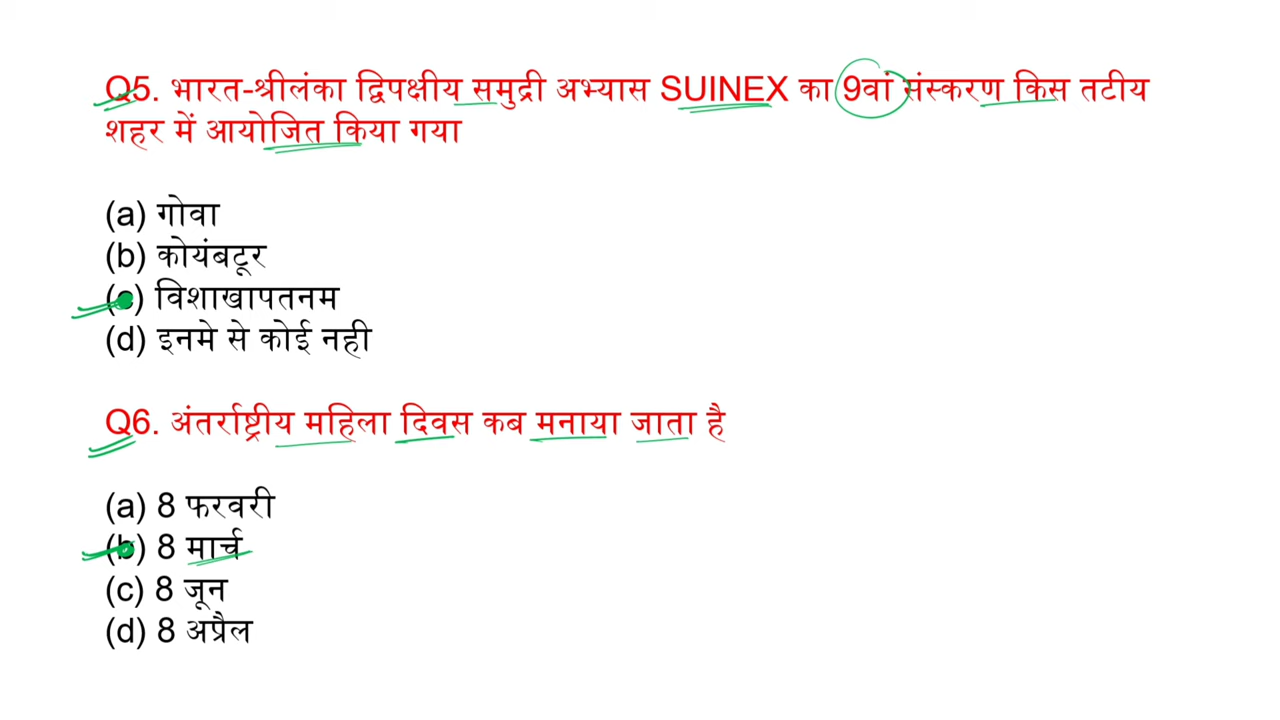 Q5. भारत-श्रीलंका द्विपक्षीय समुद्री अभ्यास SUINEX का 9वां संस्करण किस तटीय
शहर में आयोजित किया गया
(a) गोवा
(b) कोयंबटूर
(c) विशाखापतनम
(d) इनमे से कोई नही
Q6. अंतर्राष्ट्रीय महिला दिवस कब मनाया जाता है
(a) 8 फरवरी
(b) 8 मार्च
(c) 8 जून
(d) 8 अप्रैल